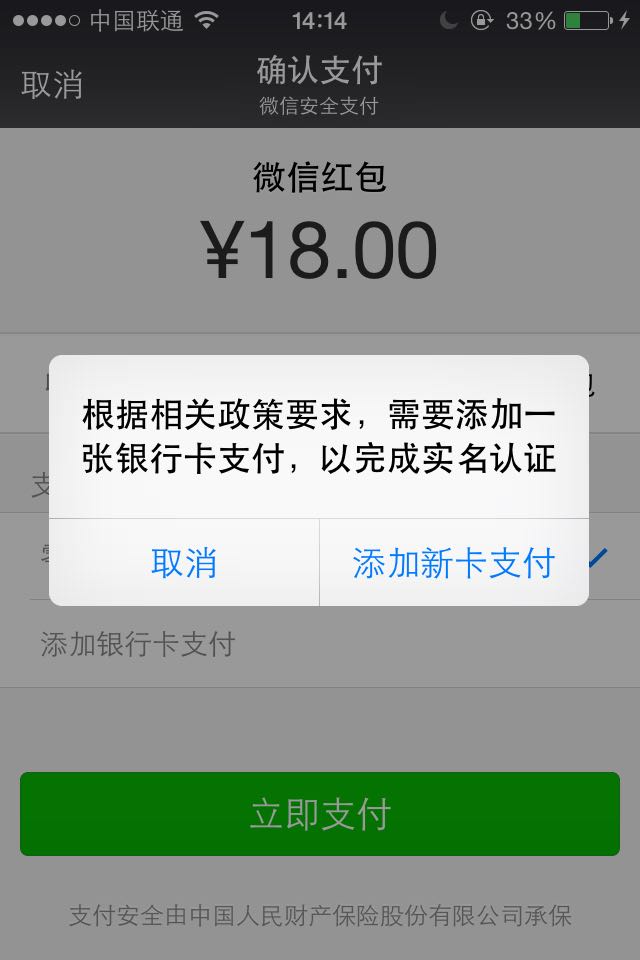 中国联通 14:14 33%
取消
确认支付
微信安全支付
微信红包
¥18.00
根据相关政策要求，需要添加一
张银行卡支付，以完成实名认证
取消 添加新卡支付
添加银行卡支付
立即支付
支付安全由中国人民财产保险股份有限公司承保